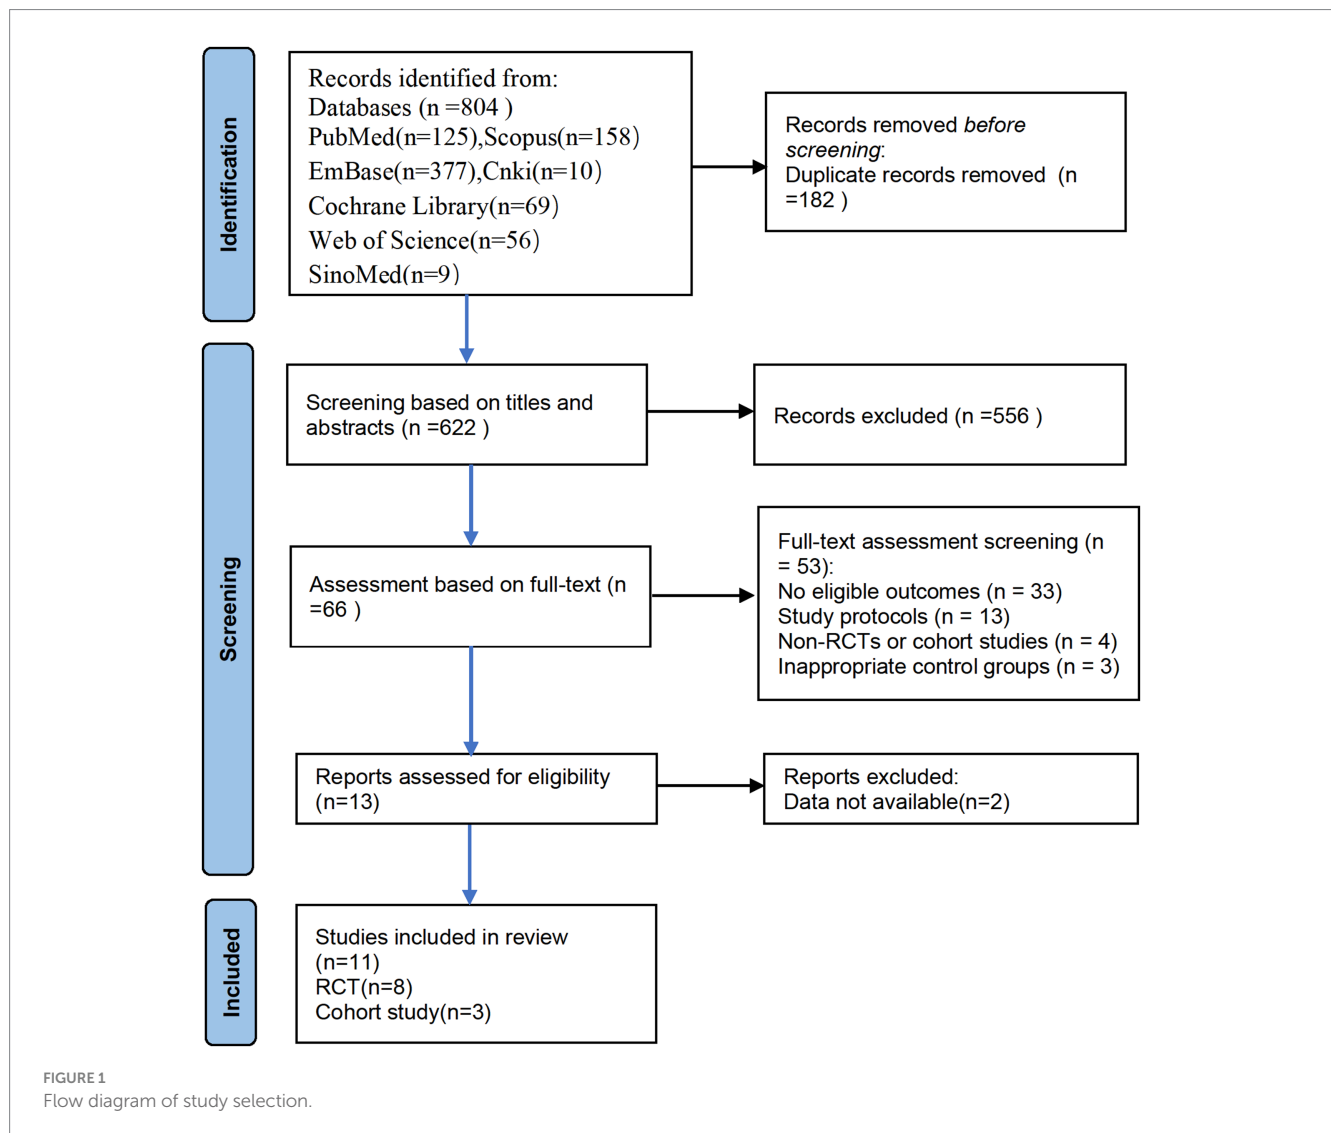 Identification
Records identified from:
Databases (n =804 )
PubMed(n=125),Scopus(n=158)
EmBase(n=377),Cnki(n=10)
Cochrane Library(n=69)
Web of Science(n=56)
SinoMed(n=9)
Records removed before
screening:
Duplicate records removed  (n
=182 )
Screening
Screening based on titles and
abstracts (n =622 )
Records excluded (n =556 )
Assessment based on full-text (n
=66 )
Full-text assessment screening (n
= 53):
No eligible outcomes (n = 33)
Study protocols (n = 13)
Non-RCTs or cohort studies (n = 4)
Inappropriate control groups (n = 3)
Reports assessed for eligibility
(n=13)
Reports excluded:
Data not available(n=2)
Included
Studies included in review
(n=11)
RCT(n=8)
Cohort study(n=3)
FIGURE 1
Flow diagram of study selection.